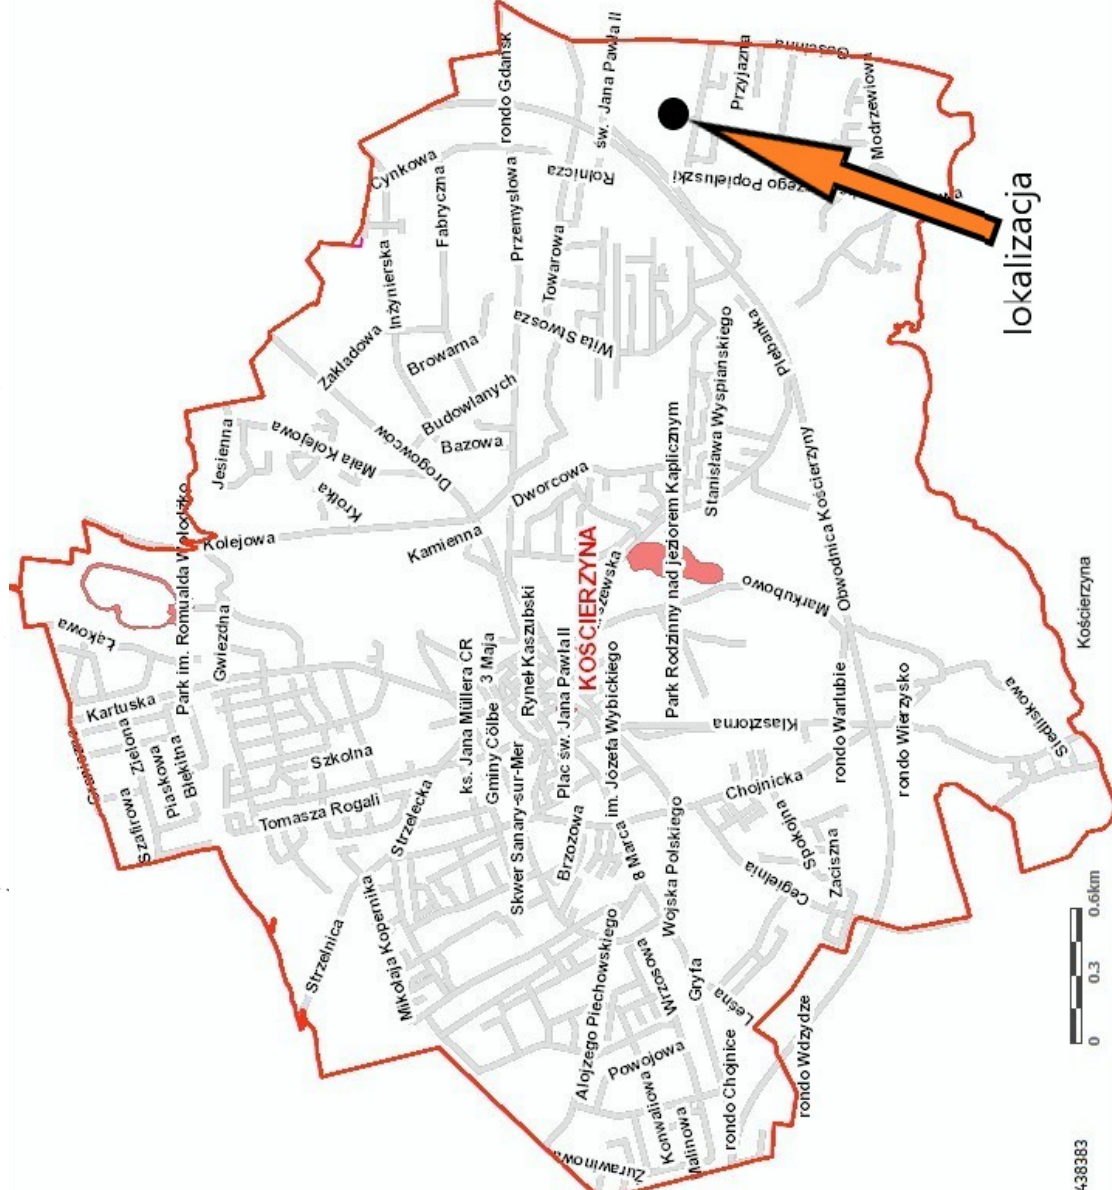 Łąkowa
Kartuska
Zielona
Szafirowa
Piaskowa
Błękitna
Park im. Romualda Wołodźko
Gwiezdna
Kolejowa
Jesienna
Mała Kolejowa
Krótka
Zakładowa
Drogowców
Inżynierska
Cynkowa
Fabryczna
Browarna
Budowlanych
Bazowa
Przemysłowa
rondo Gdańsk
Rolnicza
św. Jana Pawła II
Towarowa
Wita Stwosza
Przyjazna
Modrzewiowa
Popiełuszki
lokalizacja
Plebanka
Stanisława Wyspiańskiego
Dworcowa
Kamienna
KOŚCIERZYNA
Park Rodzinny nad jeziorem Kaplicznym
Markubowo
Obwodnica Kościerzyny
Szkolna
Tomasza Rogali
Strzelecka
ks. Jana Müllera CR
3 Maja
Gminy Cölbe
Rynek Kaszubski
Skwer Sanary-sur-Mer
Plac św. Jana Pawła II
im. Józefa Wybickiego
Brzozowa
8 Marca
Klasztorna
rondo Warlubie
rondo Wierzysko
Chojnicka
Spokojna
Zaciszna
Cegielnia
Siedliskowa
Wojska Polskiego
Strzelnica
Mikołaja Kopernika
Alojzego Piechowskiego
Wrzosowa
Gryfa
Leśna
Powojowa
Konwaliowa
Malinowa
Żurawinowa
rondo Chojnice
rondo Wdzydze
Kościerzyna
0 0.3 0.6km
438383